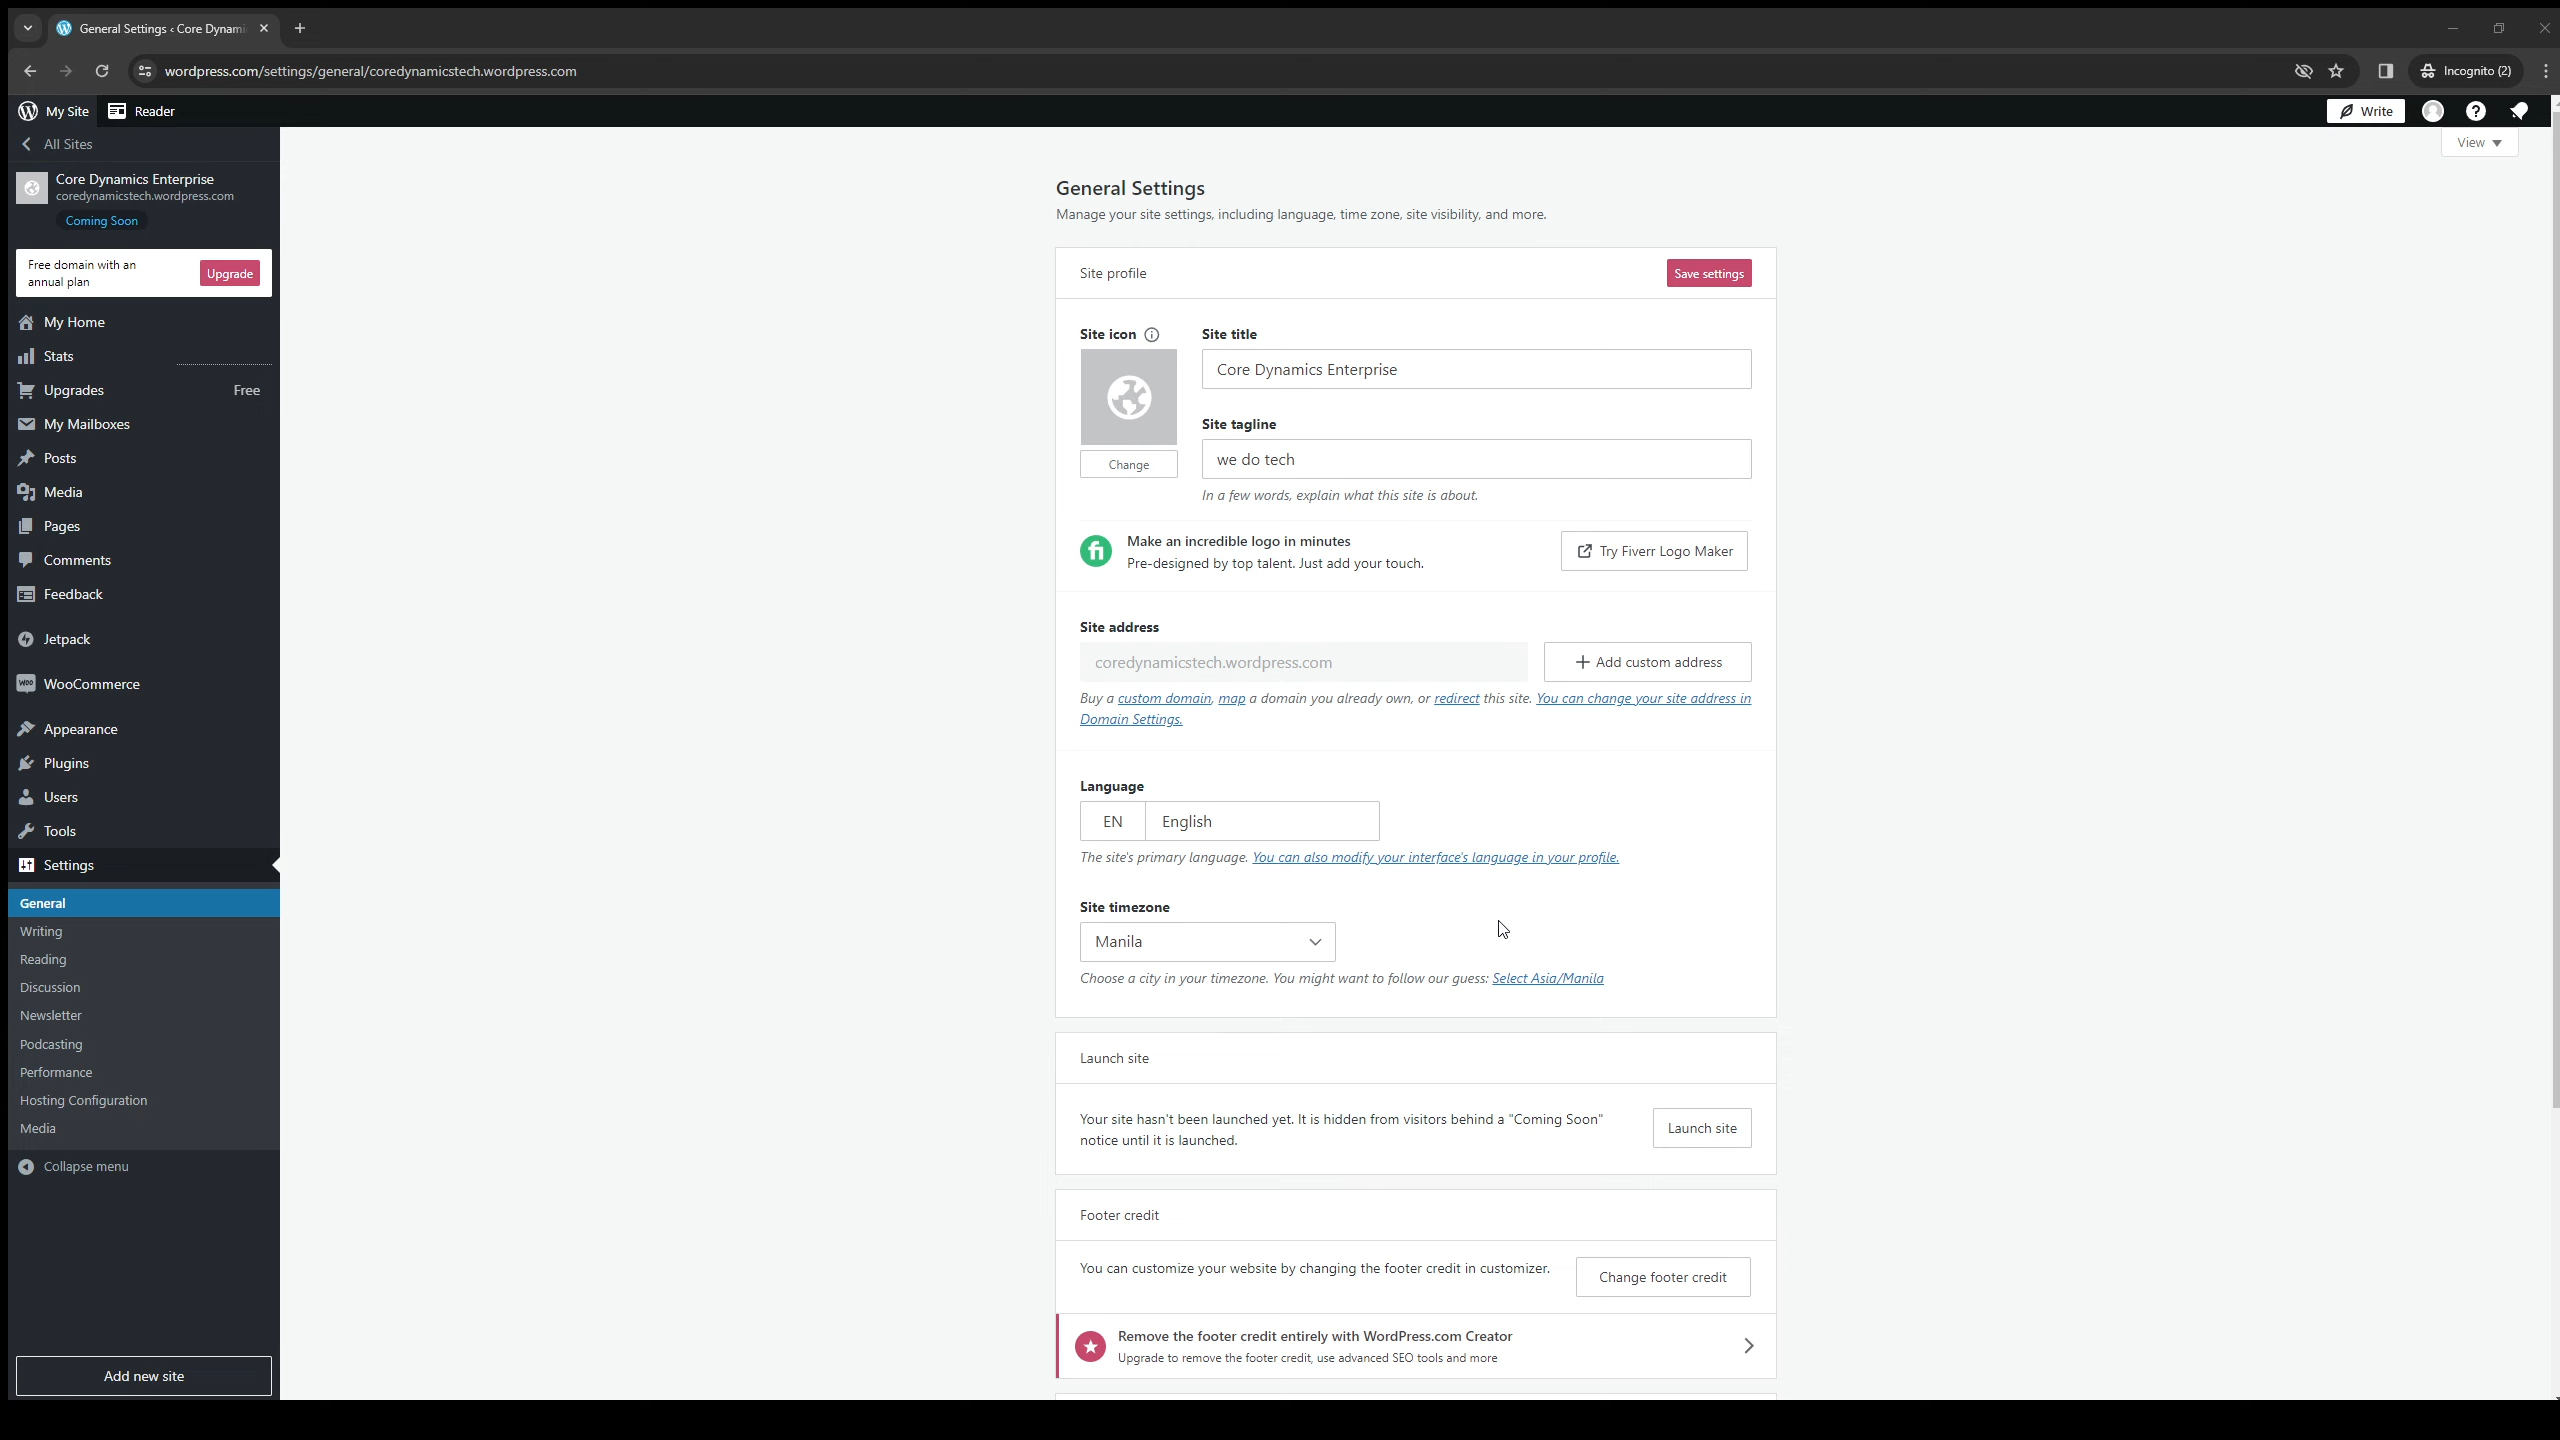 General Settings ‹ Core Dynami
wordpress.com/settings/general/coredynamicstech.wordpress.com
Incognito (2)
My Site
Reader
Write
All Sites
View
Core Dynamics Enterprise
coredynamicstech.wordpress.com
Coming Soon
Free domain with an
annual plan
Upgrade
My Home
Stats
Upgrades
Free
My Mailboxes
Posts
Media
Pages
Comments
Feedback
Jetpack
WooCommerce
Appearance
Plugins
Users
Tools
Settings
General
Writing
Reading
Discussion
Newsletter
Podcasting
Performance
Hosting Configuration
Media
Collapse menu
Add new site
General Settings
Manage your site settings, including language, time zone, site visibility, and more.
Site profile
Save settings
Site icon
Change
Site title
Core Dynamics Enterprise
Site tagline
we do tech
In a few words, explain what this site is about.
fi
Make an incredible logo in minutes
Pre-designed by top talent. Just add your touch.
Try Fiverr Logo Maker
Site address
coredynamicstech.wordpress.com
Add custom address
Buy a custom domain, map a domain you already own, or redirect this site. You can change your site address in
Domain Settings.
Language
EN
English
The site's primary language. You can also modify your interface's language in your profile.
Site timezone
Manila
Choose a city in your timezone. You might want to follow our guess: Select Asia/Manila
Launch site
Your site hasn't been launched yet. It is hidden from visitors behind a "Coming Soon"
notice until it is launched.
Launch site
Footer credit
You can customize your website by changing the footer credit in customizer.
Change footer credit
Remove the footer credit entirely with WordPress.com Creator
Upgrade to remove the footer credit, use advanced SEO tools and more